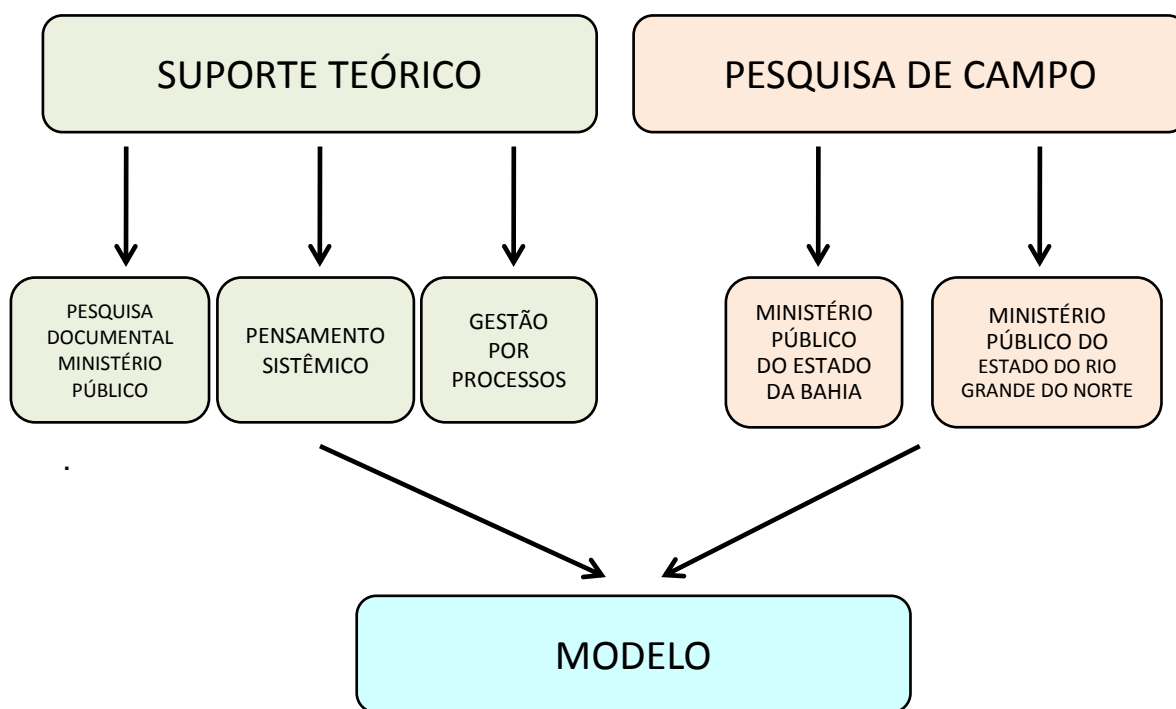 SUPORTE TEÓRICO
PESQUISA DE CAMPO
PESQUISA
DOCUMENTAL
MINISTÉRIO
PÚBLICO
PENSAMENTO
SISTÊMICO
GESTÃO
POR
PROCESSOS
MINISTÉRIO
PÚBLICO
DO ESTADO
DA BAHIA
MINISTÉRIO
PÚBLICO DO
ESTADO DO RIO
GRANDE DO NORTE
.
MODELO